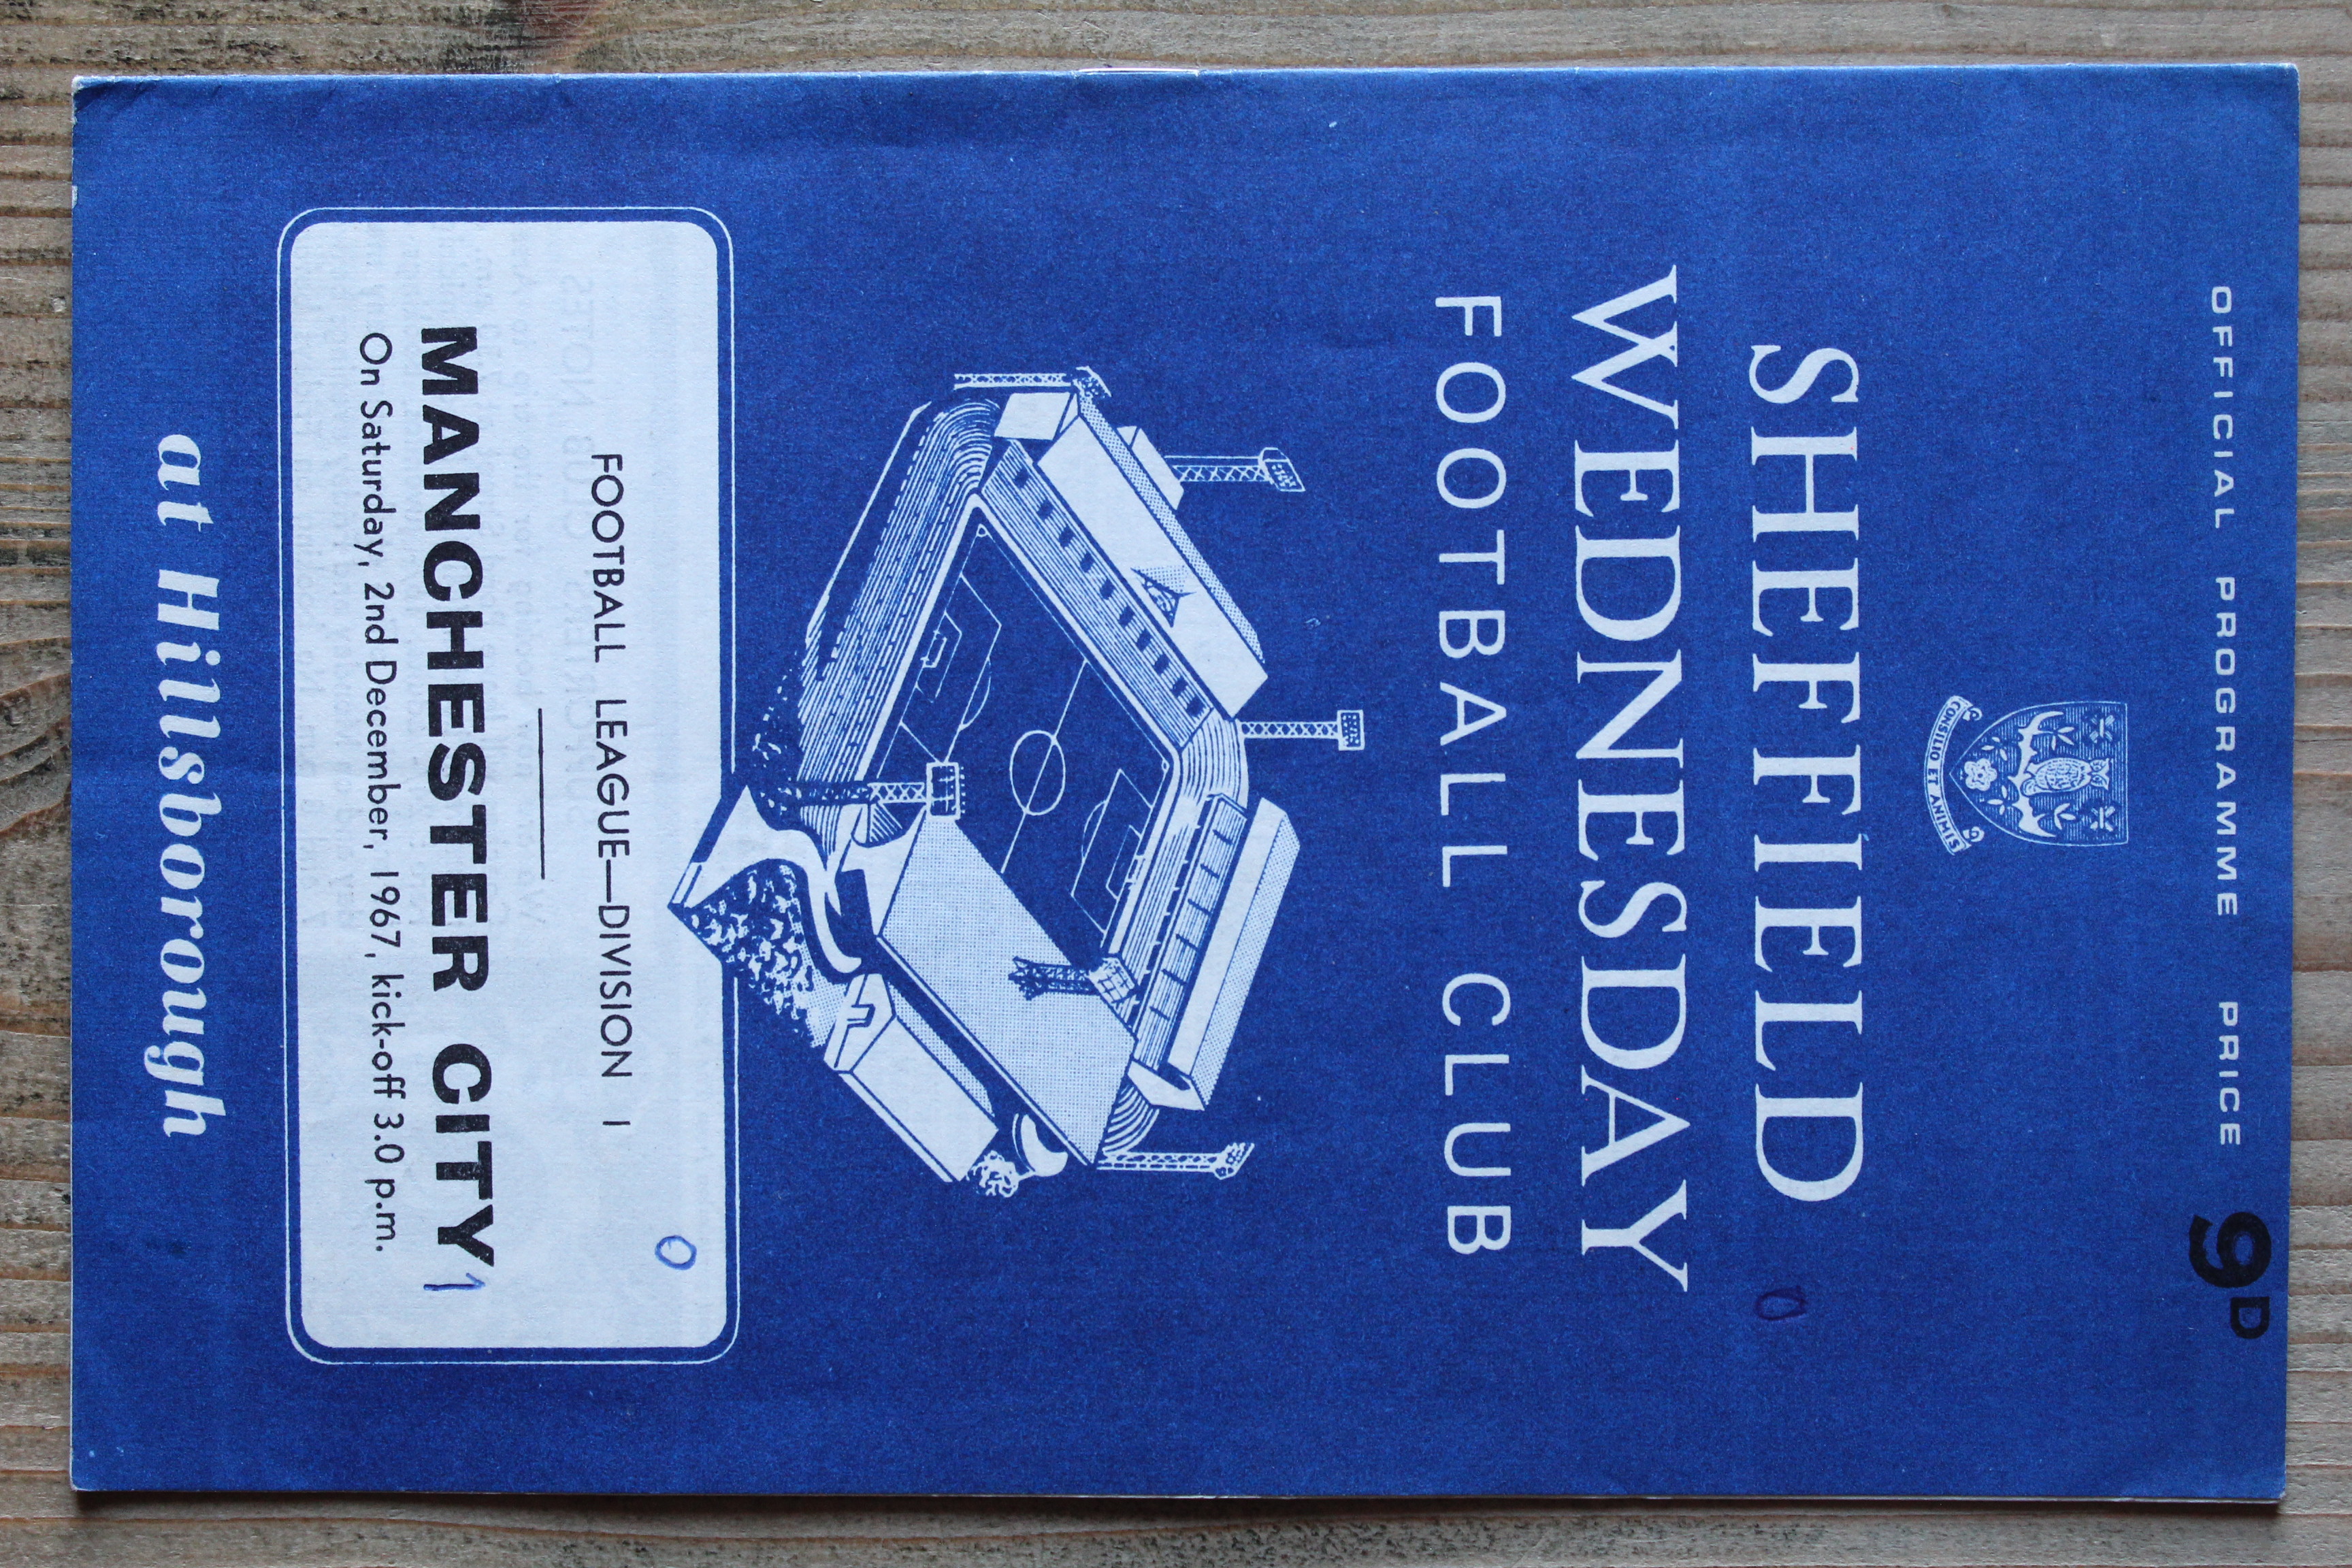 OFFICIAL PROGRAMME PRICE 9D
CONSILIO ET ANIMIS
SHEFFIELD
0
WEDNESDAY
FOOTBALL CLUB
0
FOOTBALL LEAGUE—DIVISION 1
MANCHESTER CITY 1
On Saturday, 2nd December, 1967, kick-off 3.0 p.m.
at Hillsborough